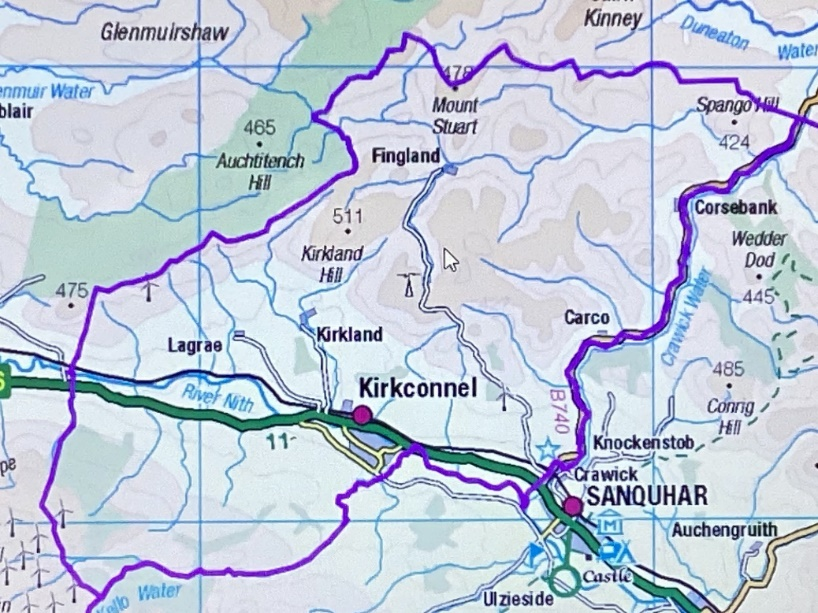 Kinney
Glenmuirshaw
Duneaton
Water
478
Mount
Stuart
Spango Hill
424
blair
465
Auchtitench
Hill
Fingland
Corsebank
511
Kirkland
Hill
Wedder
Dod
445
475
Crawick Water
Carco
Lagrae
Kirkland
485
Conrig
Hill
River Nith
Kirkconnel
B740
11
Knockenstob
Crawick
SANQUHAR
M
Auchengruith
Kello Water
Castle
Ulzieside